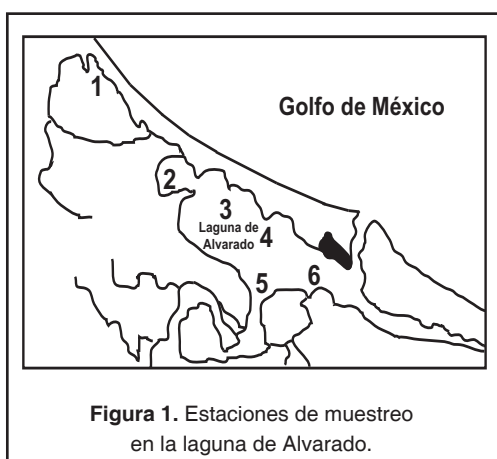 1
Golfo de México
2
3
Laguna de
Alvarado
4
5
6
Figura 1. Estaciones de muestreo
en la laguna de Alvarado.